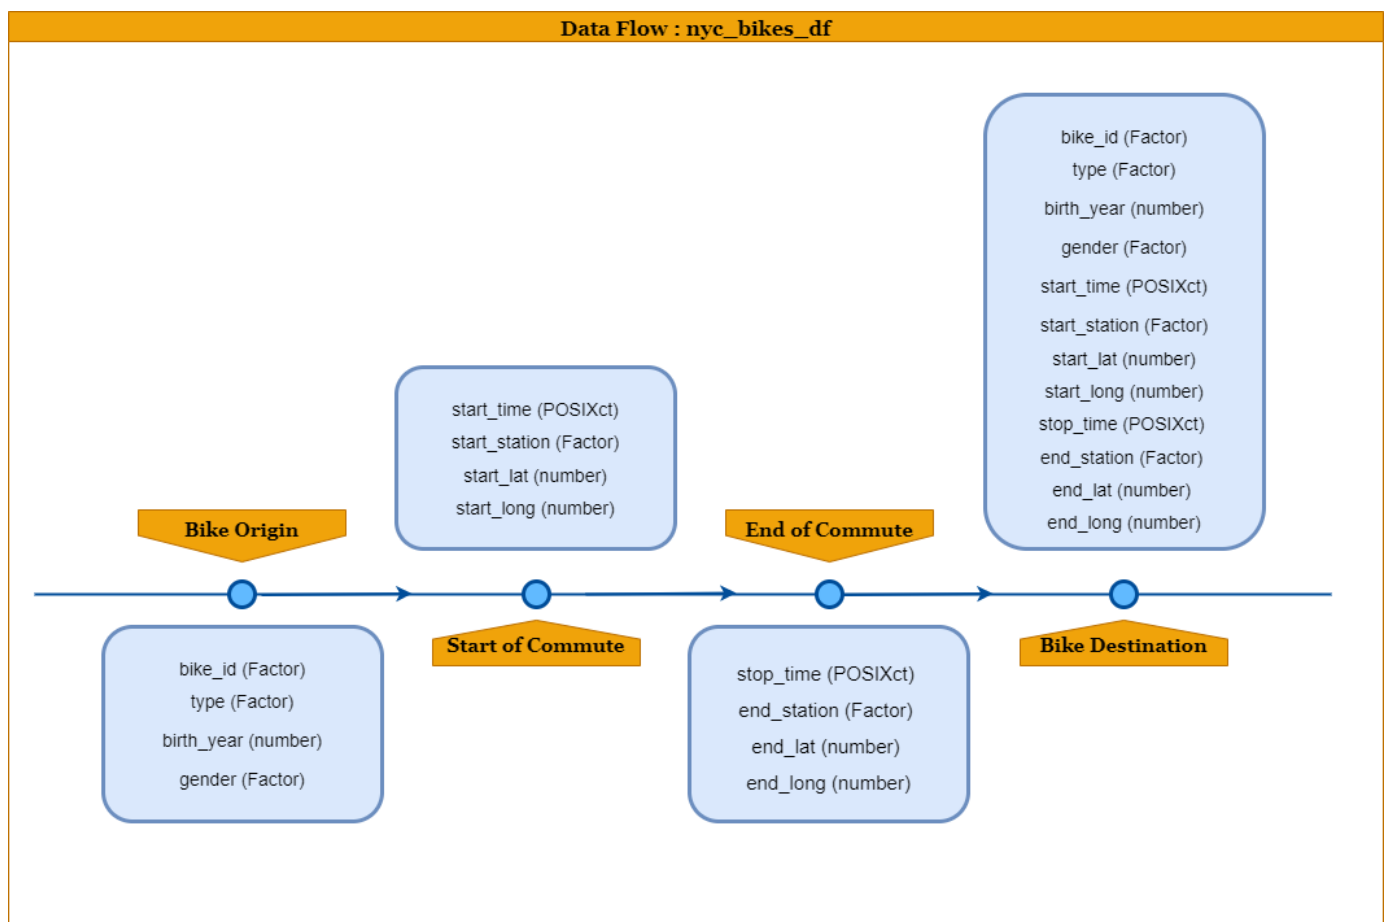 Data Flow : nyc_bikes_df
Bike Origin
bike_id (Factor)
type (Factor)
birth_year (number)
gender (Factor)
start_time (POSIXct)
start_station (Factor)
start_lat (number)
start_long (number)
Start of Commute
End of Commute
stop_time (POSIXct)
end_station (Factor)
end_lat (number)
end_long (number)
bike_id (Factor)
type (Factor)
birth_year (number)
gender (Factor)
start_time (POSIXct)
start_station (Factor)
start_lat (number)
start_long (number)
stop_time (POSIXct)
end_station (Factor)
end_lat (number)
end_long (number)
Bike Destination